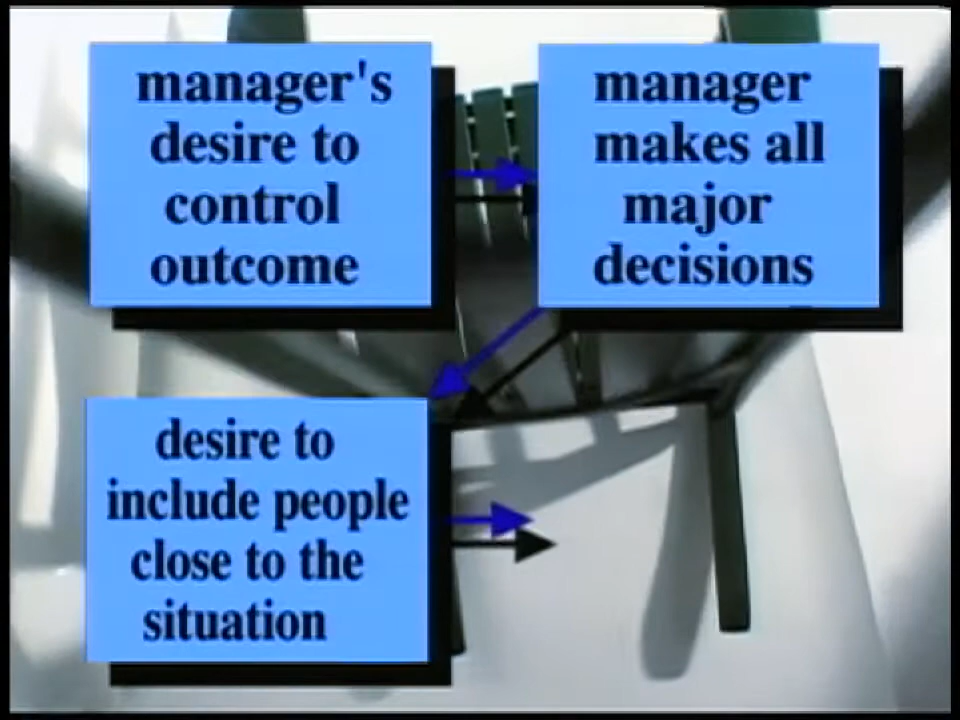 manager's
desire to
control
outcome
manager
makes all
major
decisions
desire to
include people
close to the
situation